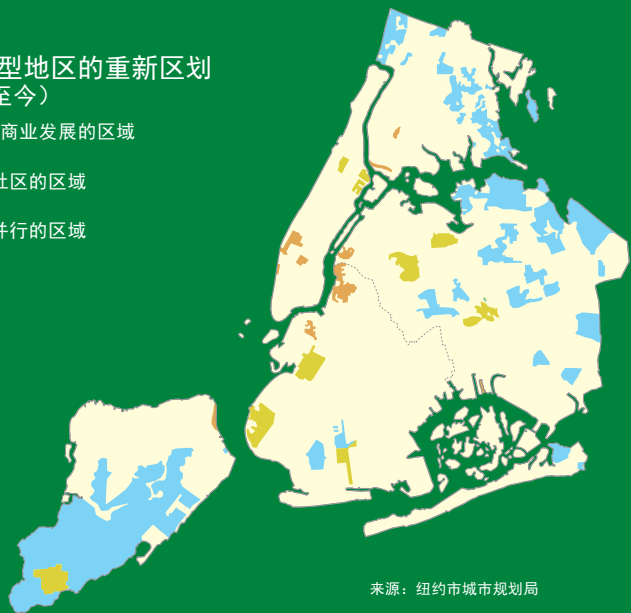 型地区的重新区划
至今）
商业发展的区域
社区的区域
并行的区域
来源：纽约市城市规划局